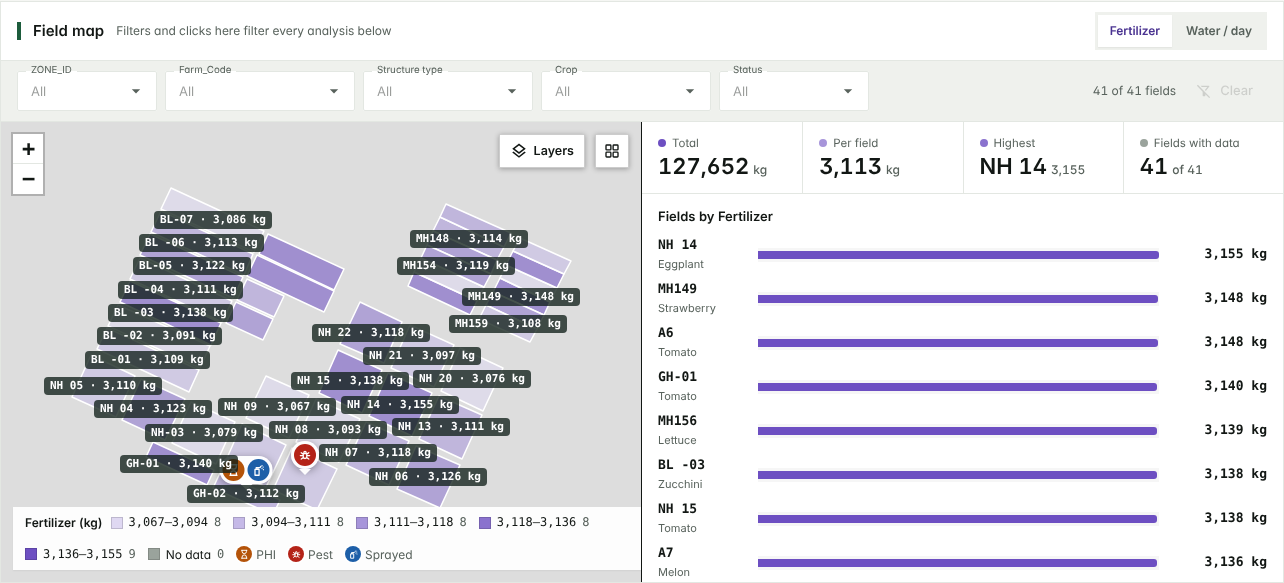 Field map Filters and clicks here filter every analysis below
Fertilizer Water / day
ZONE_ID Farm_Code Structure type Crop Status
All All All All All
41 of 41 fields Clear
+
−
Layers
BL-07 · 3,086 kg
BL -06 · 3,113 kg
BL-05 · 3,122 kg
BL -04 · 3,111 kg
BL -03 · 3,138 kg
BL -02 · 3,091 kg
BL -01 · 3,109 kg
NH 05 · 3,110 kg
NH 04 · 3,123 kg
NH-03 · 3,079 kg
GH-01 · 3,140 kg
GH-02 · 3,112 kg
MH148 · 3,114 kg
MH154 · 3,119 kg
MH149 · 3,148 kg
MH159 · 3,108 kg
NH 22 · 3,118 kg
NH 21 · 3,097 kg
NH 15 · 3,138 kg
NH 20 · 3,076 kg
NH 09 · 3,067 kg
NH 14 · 3,155 kg
NH 08 · 3,093 kg
NH 13 · 3,111 kg
NH 07 · 3,118 kg
NH 06 · 3,126 kg
Fertilizer (kg) 3,067–3,094 8 3,094–3,111 8 3,111–3,118 8 3,118–3,136 8
3,136–3,155 9 No data 0 PHI Pest Sprayed
Total
127,652 kg
Per field
3,113 kg
Highest
NH 14 3,155
Fields with data
41 of 41
Fields by Fertilizer
NH 14
Eggplant
3,155 kg
MH149
Strawberry
3,148 kg
A6
Tomato
3,148 kg
GH-01
Tomato
3,140 kg
MH156
Lettuce
3,139 kg
BL -03
Zucchini
3,138 kg
NH 15
Tomato
3,138 kg
A7
Melon
3,136 kg